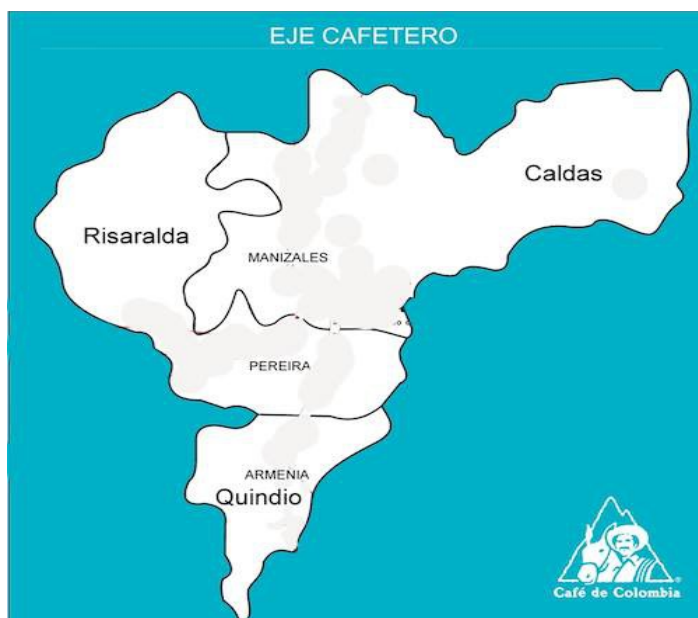 EJE CAFETERO
Caldas
Risaralda
MANIZALES
PEREIRA
ARMENIA
Quindio
Café de Colombia
®